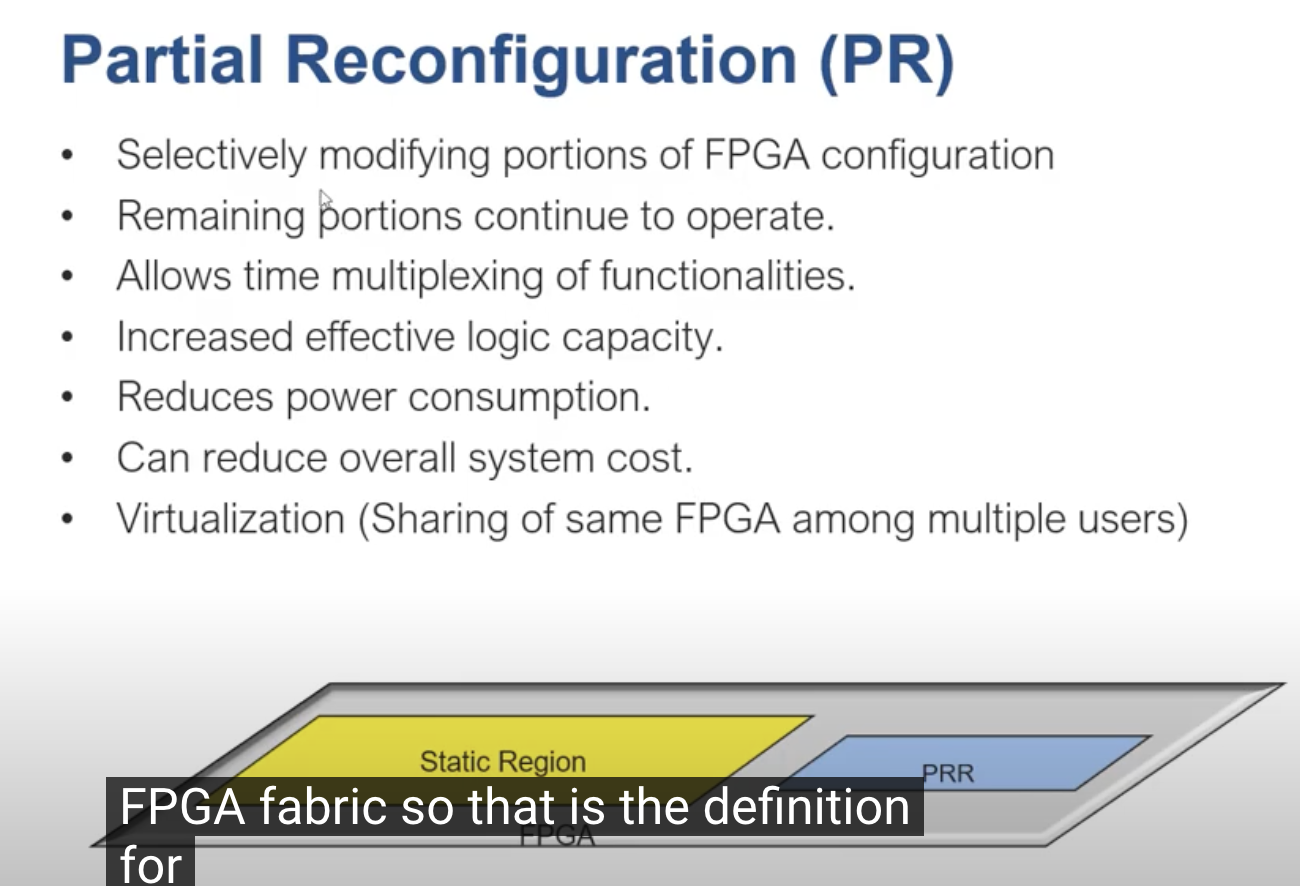 Partial Reconfiguration (PR)
• Selectively modifying portions of FPGA configuration
• Remaining portions continue to operate.
• Allows time multiplexing of functionalities.
• Increased effective logic capacity.
• Reduces power consumption.
• Can reduce overall system cost.
• Virtualization (Sharing of same FPGA among multiple users)
Static Region
PRR
FPGA fabric so that is the definition
FPGA
for